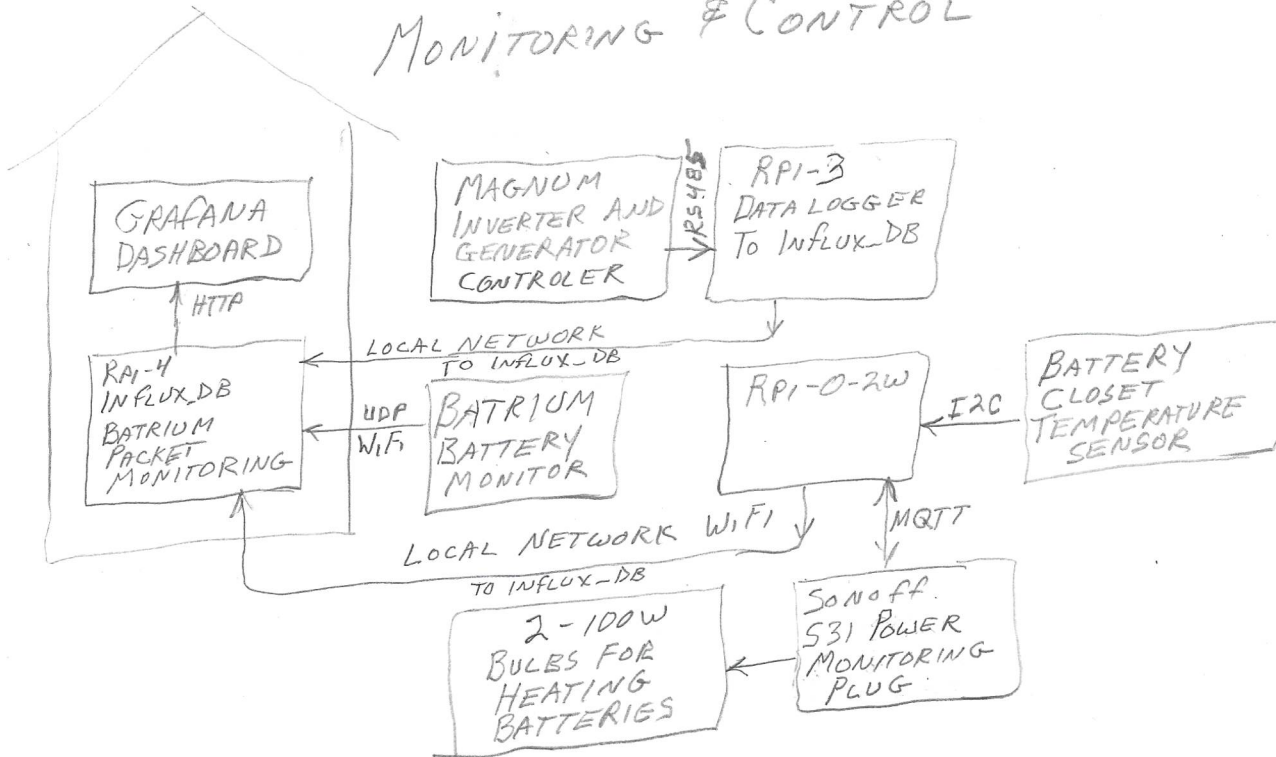 MONITORING & CONTROL
GRAFANA
DASHBOARD
HTTP
RPI-4
INFLUX_DB
BATRIUM
PACKET
MONITORING
MAGNUM
INVERTER AND
GENERATOR
CONTROLER
RS485
RPI-3
DATA LOGGER
TO INFLUX_DB
LOCAL NETWORK
TO INFLUX_DB
UDP
WIFI
BATRIUM
BATTERY
MONITOR
RPI-0-2W
I2C
BATTERY
CLOSET
TEMPERATURE
SENSOR
LOCAL NETWORK WIFI
TO INFLUX_DB
MQTT
SONOFF
S31 POWER
MONITORING
PLUG
2-100W
BULBS FOR
HEATING
BATTERIES